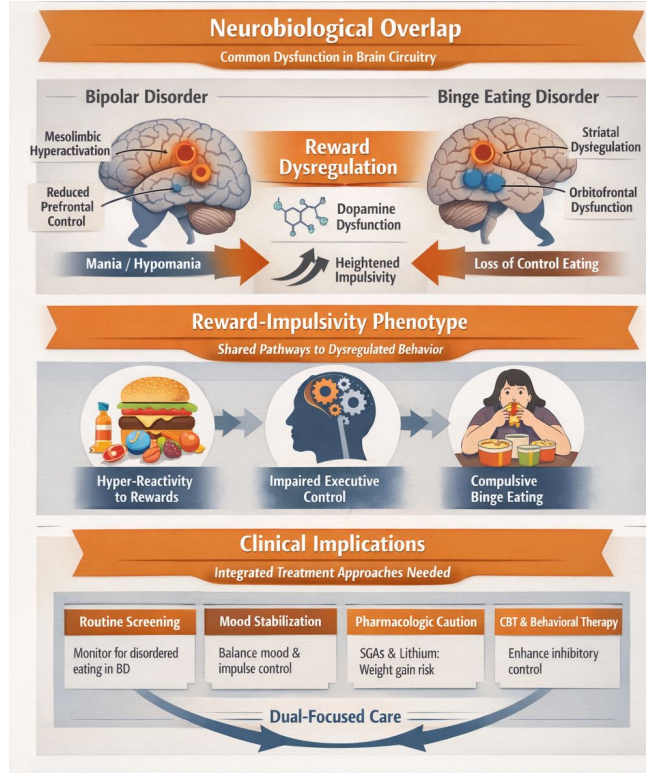 Neurobiological Overlap
Common Dysfunction in Brain Circuitry
Bipolar Disorder
Binge Eating Disorder
Mesolimbic
Hyperactivation
Reduced
Prefrontal
Control
Reward
Dysregulation
Dopamine
Dysfunction
Heightened
Impulsivity
Striatal
Dysregulation
Orbitofrontal
Dysfunction
Mania / Hypomania
Loss of Control Eating
Reward-Impulsivity Phenotype
Shared Pathways to Dysregulated Behavior
Hyper-Reactivity
to Rewards
Impaired Executive
Control
Compulsive
Binge Eating
Clinical Implications
Integrated Treatment Approaches Needed
Routine Screening
Monitor for disordered
eating in BD
Mood Stabilization
Balance mood &
impulse control
Pharmacologic Caution
SGAs & Lithium:
Weight gain risk
CBT & Behavioral Therapy
Enhance inhibitory
control
Dual-Focused Care